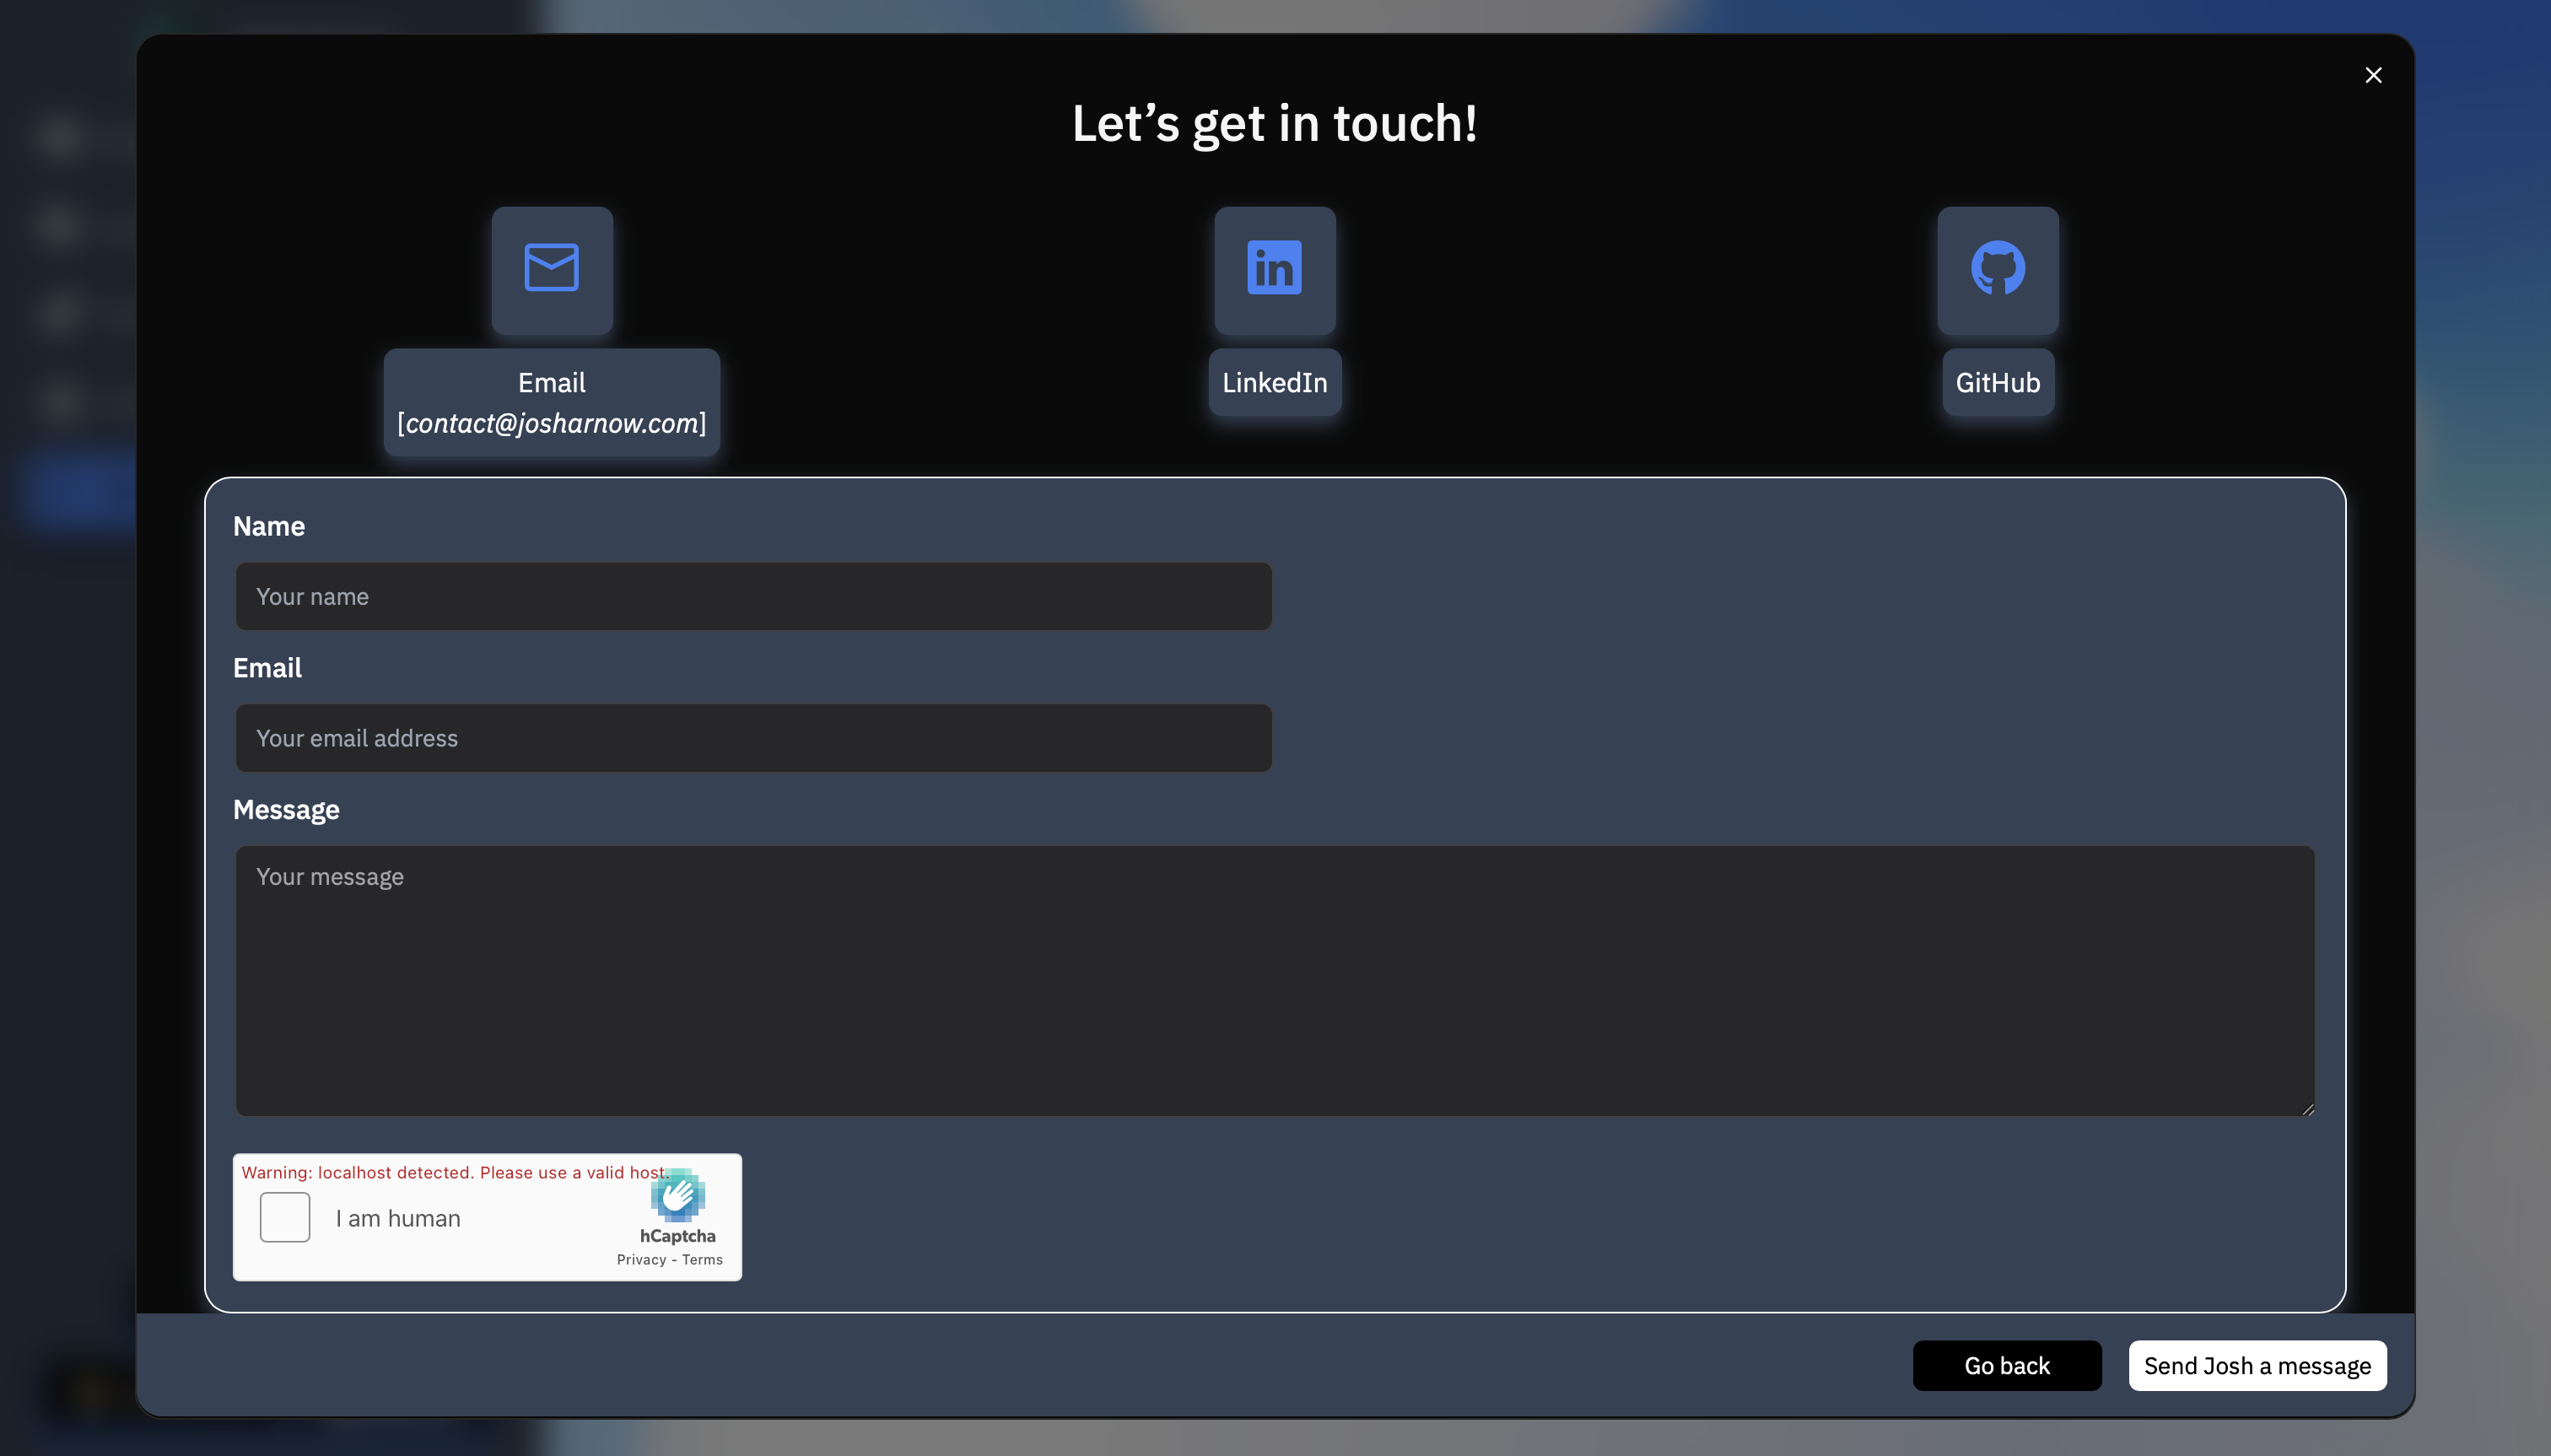 Let’s get in touch!
Email
[contact@josharnow.com]
LinkedIn
GitHub
Name
Your name
Email
Your email address
Message
Your message
Warning: localhost detected. Please use a valid host.
I am human
hCaptcha
Privacy - Terms
Go back
Send Josh a message